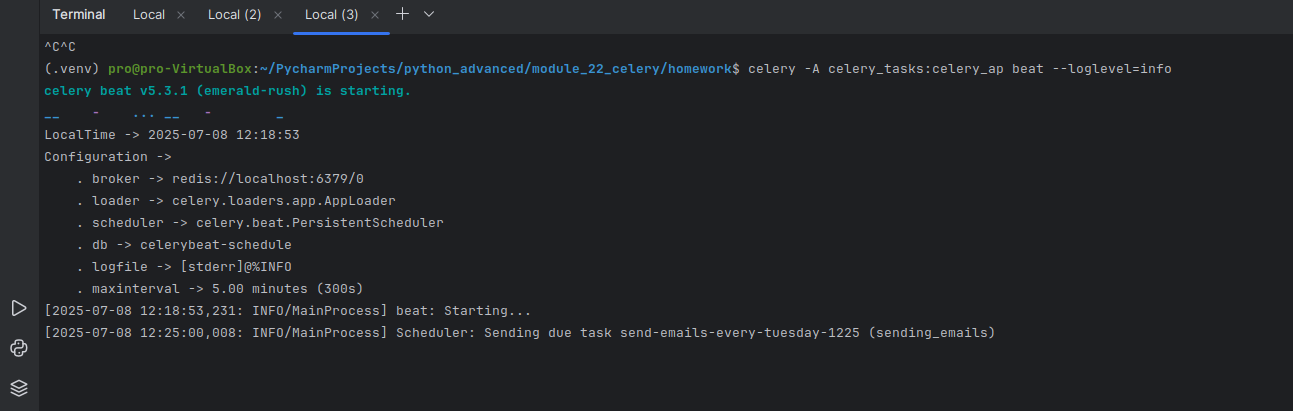 Terminal Local × Local (2) × Local (3) ×
^C^C
(.venv) pro@pro-VirtualBox:~/PycharmProjects/python_advanced/module_22_celery/homework$ celery -A celery_tasks:celery_ap beat --loglevel=info
celery beat v5.3.1 (emerald-rush) is starting.
__    -    ... __   -        _
LocalTime -> 2025-07-08 12:18:53
Configuration ->
    . broker -> redis://localhost:6379/0
    . loader -> celery.loaders.app.AppLoader
    . scheduler -> celery.beat.PersistentScheduler
    . db -> celerybeat-schedule
    . logfile -> [stderr]@%INFO
    . maxinterval -> 5.00 minutes (300s)
[2025-07-08 12:18:53,231: INFO/MainProcess] beat: Starting...
[2025-07-08 12:25:00,008: INFO/MainProcess] Scheduler: Sending due task send-emails-every-tuesday-1225 (sending_emails)